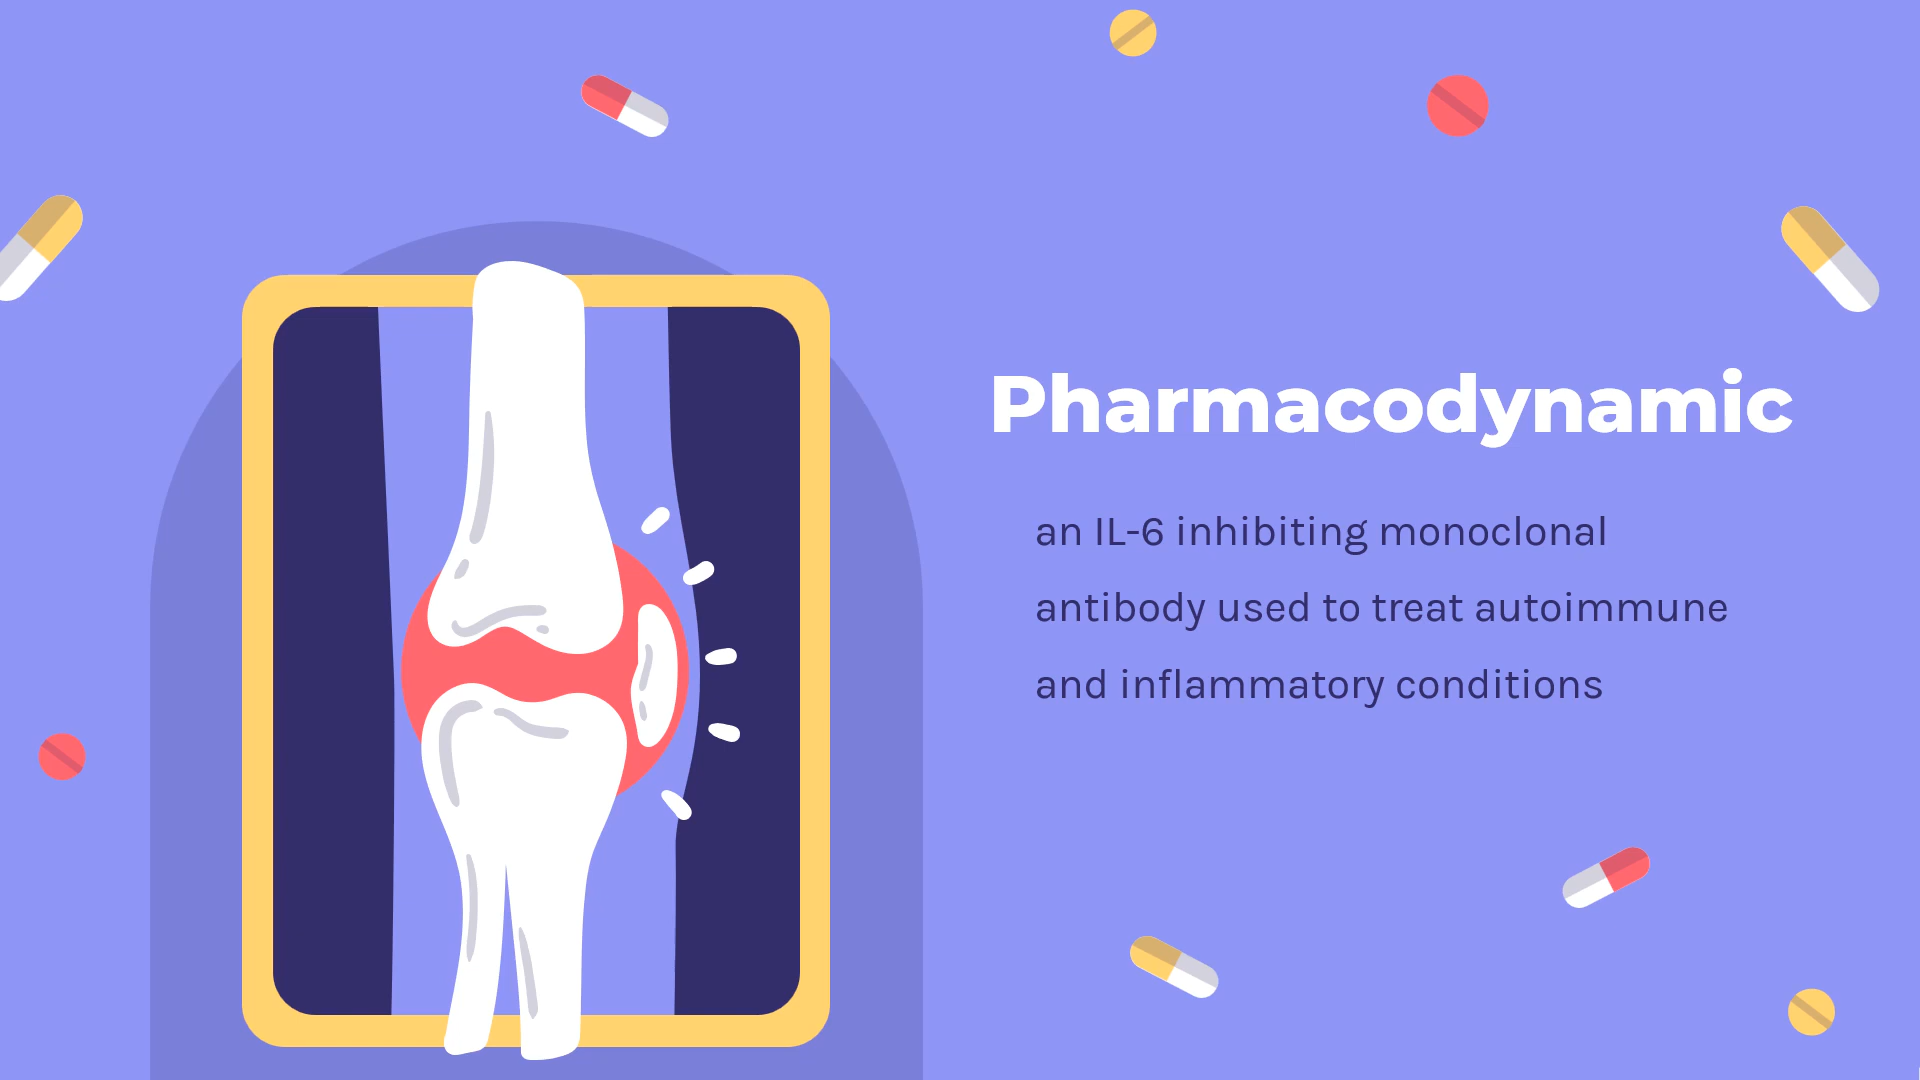 Pharmacodynamic
an IL-6 inhibiting monoclonal
antibody used to treat autoimmune
and inflammatory conditions